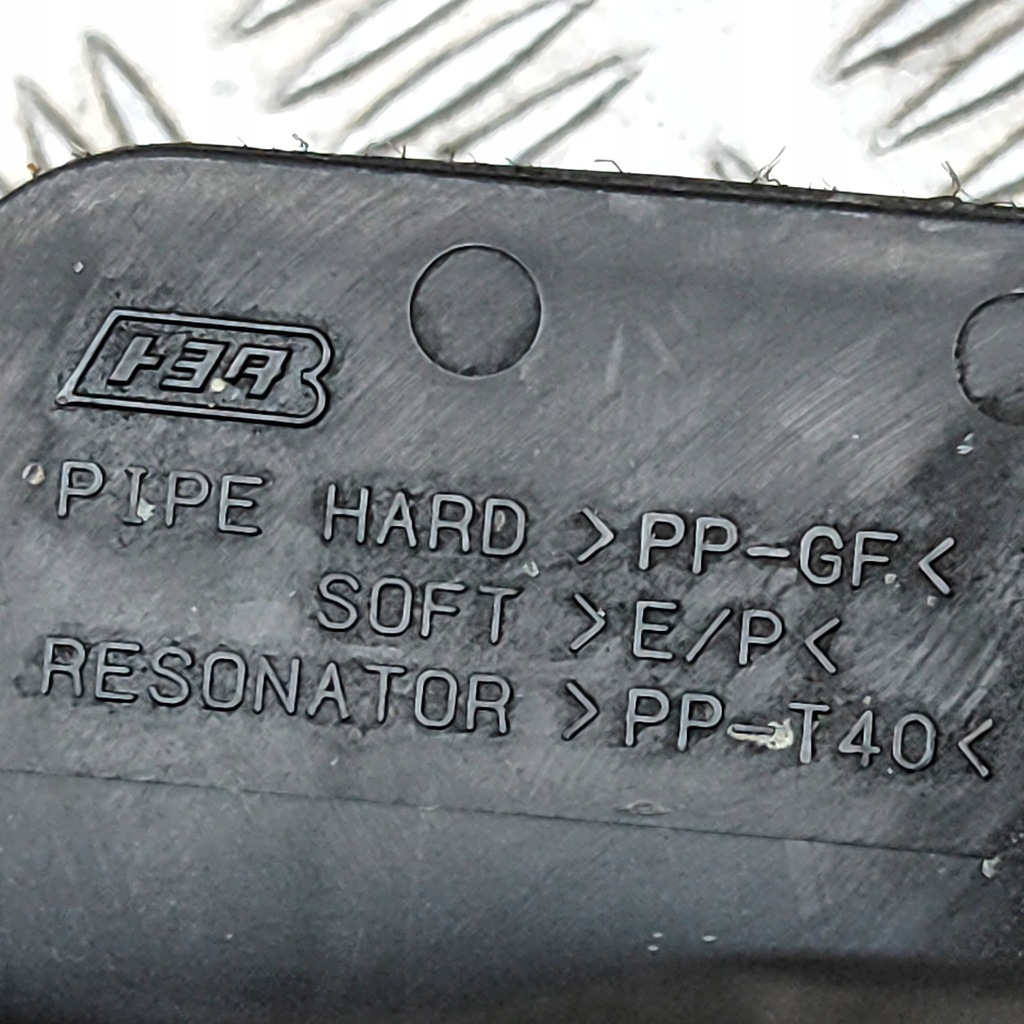 トヨタ
PIPE HARD >PP-GF<
SOFT >E/P<
RESONATOR >PP-T40<